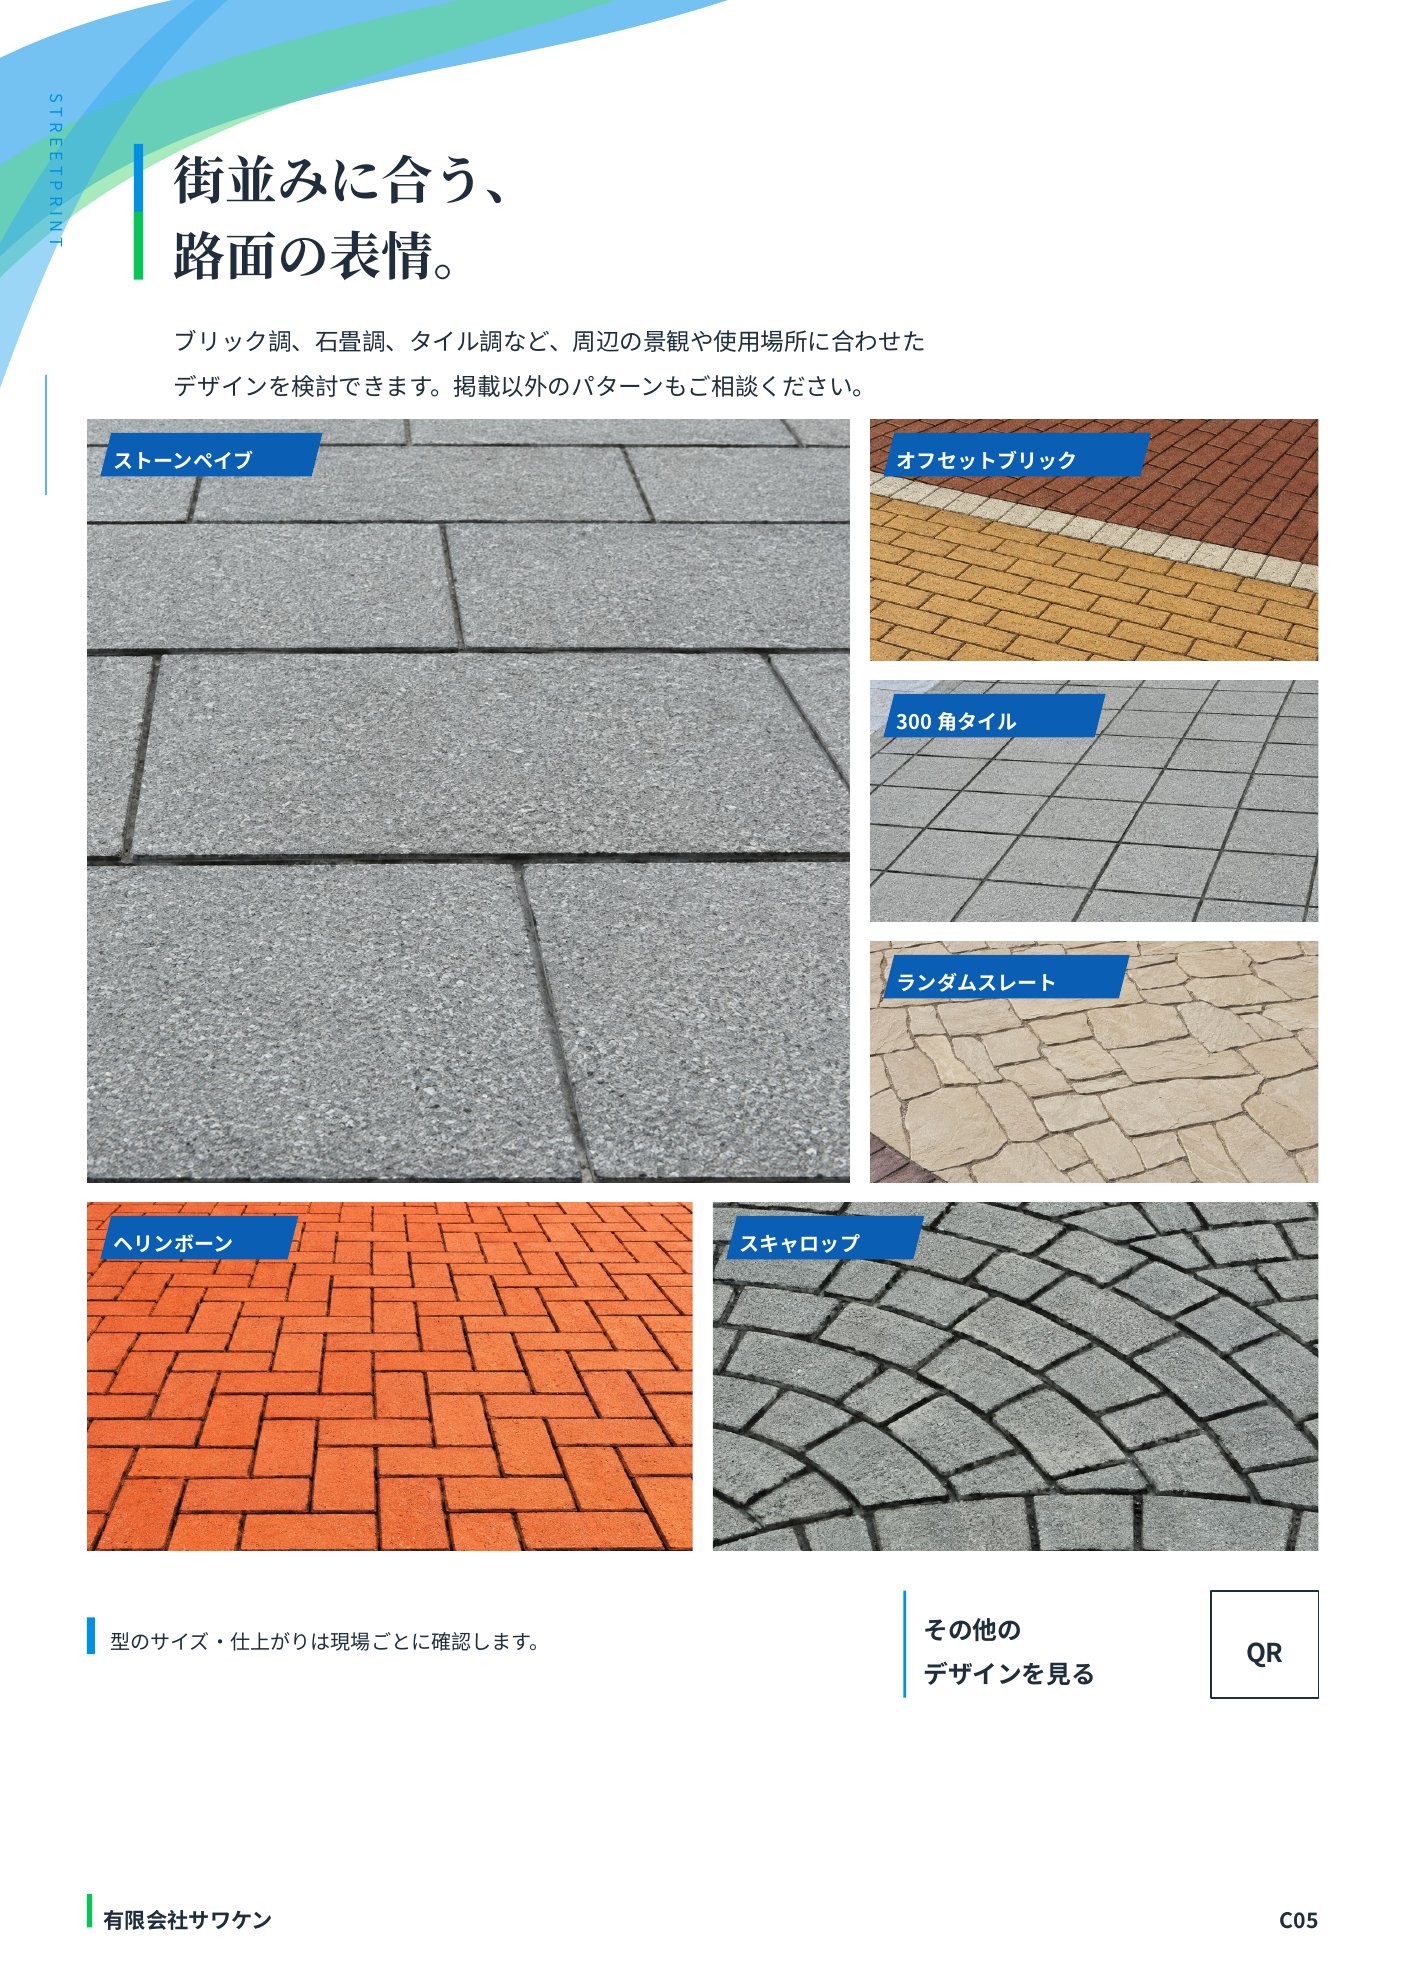 STREETPRINT
街並みに合う、
路面の表情。
ブリック調、石畳調、タイル調など、周辺の景観や使用場所に合わせた
デザインを検討できます。掲載以外のパターンもご相談ください。
ストーンペイブ
オフセットブリック
300 角タイル
ランダムスレート
ヘリンボーン
スキャロップ
型のサイズ・仕上がりは現場ごとに確認します。
その他の
デザインを見る
QR
有限会社サワケン
C05